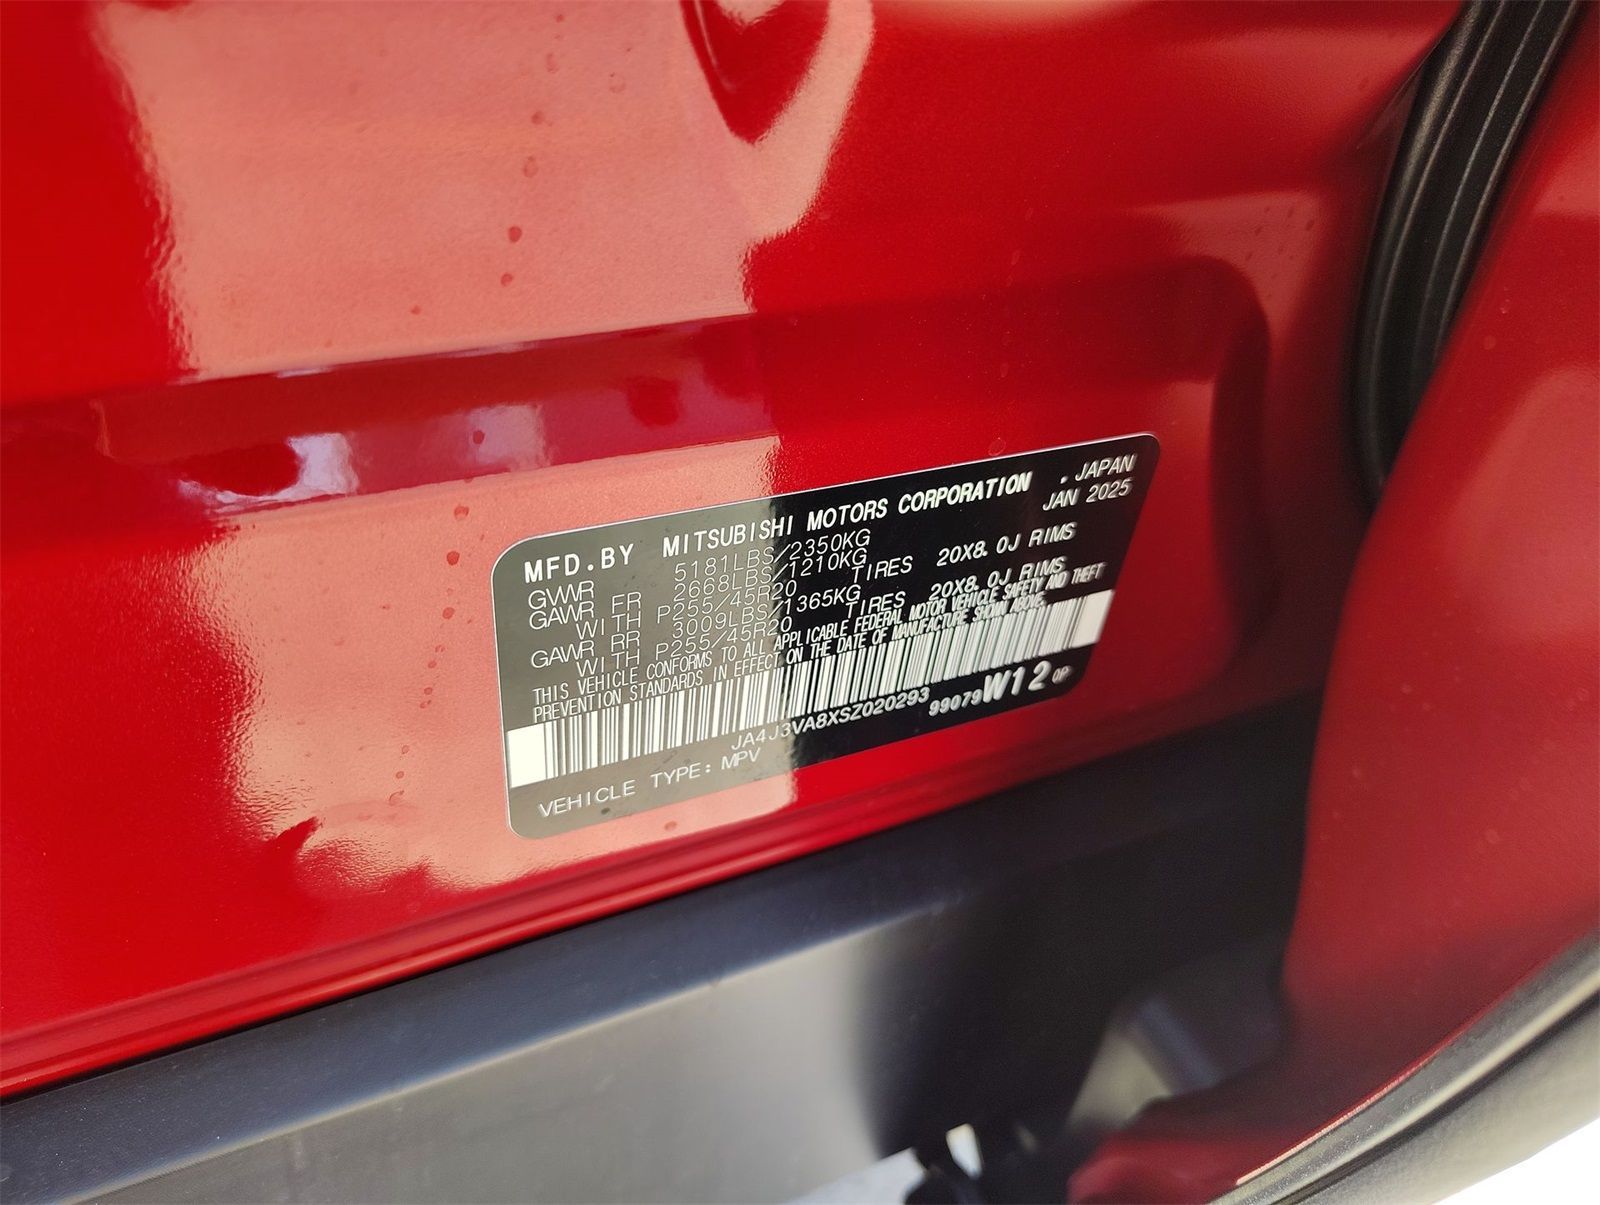 MFD.BY MITSUBISHI MOTORS CORPORATION .JAPAN
JAN 2025
GVWR 5181LBS/2350KG
GAWR FR 2668LBS/1210KG
WITH P255/45R20 TIRES 20X8.0J RIMS
GAWR RR 3009LBS/1365KG
WITH P255/45R20 TIRES 20X8.0J RIMS
THIS VEHICLE CONFORMS TO ALL APPLICABLE FEDERAL MOTOR VEHICLE SAFETY AND THEFT
PREVENTION STANDARDS IN EFFECT ON THE DATE OF MANUFACTURE SHOWN ABOVE.
JA4J3VA8XSZ020293
99079W12 OP
VEHICLE TYPE: MPV